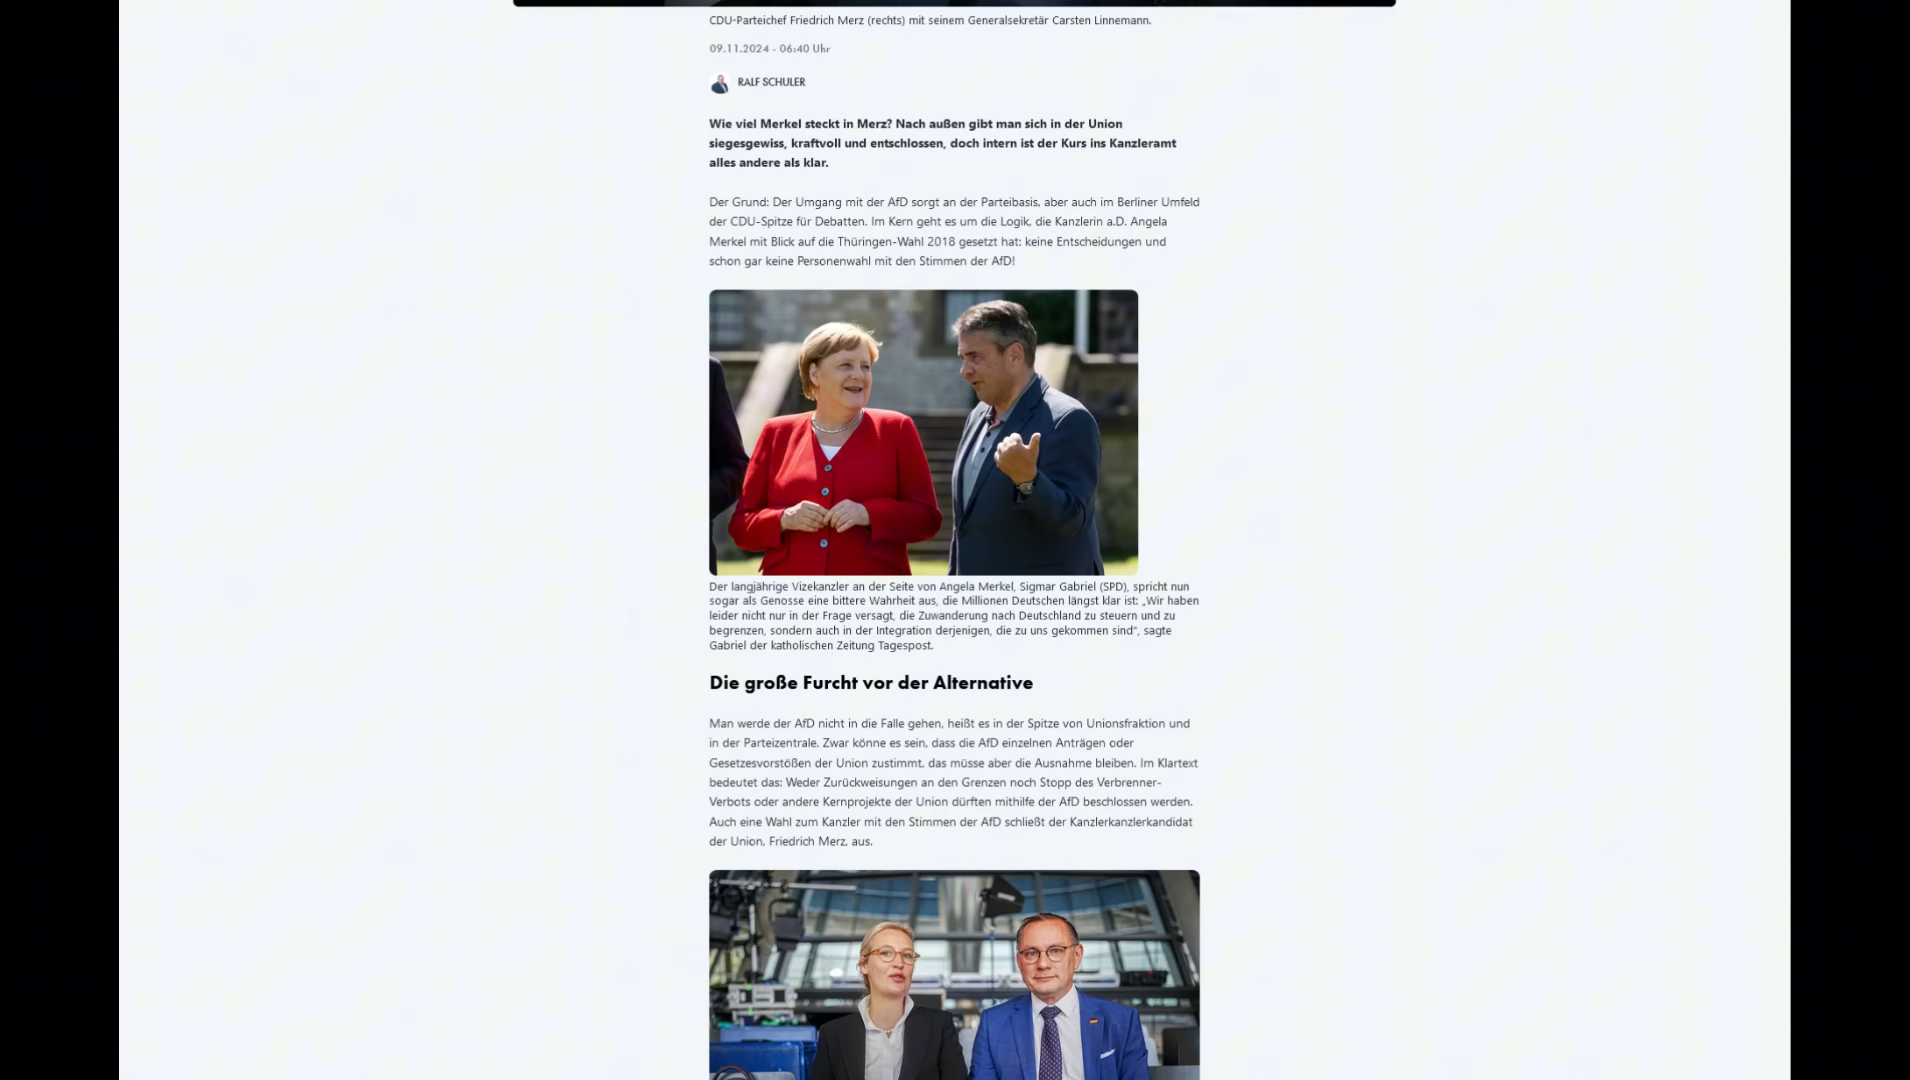 CDU-Parteichef Friedrich Merz (rechts) mit seinem Generalsekretär Carsten Linnemann.
09.11.2024 - 06:40 Uhr
RALF SCHULER
Wie viel Merkel steckt in Merz? Nach außen gibt man sich in der Union
siegesgewiss, kraftvoll und entschlossen, doch intern ist der Kurs ins Kanzleramt
alles andere als klar.
Der Grund: Der Umgang mit der AfD sorgt an der Parteibasis, aber auch im Berliner Umfeld
der CDU-Spitze für Debatten. Im Kern geht es um die Logik, die Kanzlerin a.D. Angela
Merkel mit Blick auf die Thüringen-Wahl 2018 gesetzt hat: keine Entscheidungen und
schon gar keine Personenwahl mit den Stimmen der AfD!
Der langjährige Vizekanzler an der Seite von Angela Merkel, Sigmar Gabriel (SPD), spricht nun
sogar als Genosse eine bittere Wahrheit aus, die Millionen Deutschen längst klar ist: „Wir haben
leider nicht nur in der Frage versagt, die Zuwanderung nach Deutschland zu steuern und zu
begrenzen, sondern auch in der Integration derjenigen, die zu uns gekommen sind“, sagte
Gabriel der katholischen Zeitung Tagespost.
Die große Furcht vor der Alternative
Man werde der AfD nicht in die Falle gehen, heißt es in der Spitze von Unionsfraktion und
in der Parteizentrale. Zwar könne es sein, dass die AfD einzelnen Anträgen oder
Gesetzesvorstößen der Union zustimmt, das müsse aber die Ausnahme bleiben. Im Klartext
bedeutet das: Weder Zurückweisungen an den Grenzen noch Stopp des Verbrenner-
Verbots oder andere Kernprojekte der Union dürften mithilfe der AfD beschlossen werden.
Auch eine Wahl zum Kanzler mit den Stimmen der AfD schließt der Kanzlerkanzlerkandidat
der Union, Friedrich Merz, aus.